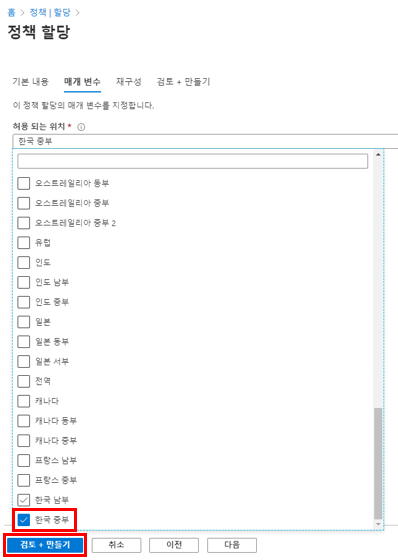 홈 > 정책 | 할당 >
정책 할당
기본 내용 매개 변수 재구성 검토 + 만들기
이 정책 할당의 매개 변수를 지정합니다.
허용 되는 위치 *
한국 중부
오스트레일리아 동부
오스트레일리아 중부
오스트레일리아 중부 2
유럽
인도
인도 남부
인도 중부
일본
일본 동부
일본 서부
전역
캐나다
캐나다 동부
캐나다 중부
프랑스 남부
프랑스 중부
한국 남부
한국 중부
검토 + 만들기 취소 이전 다음